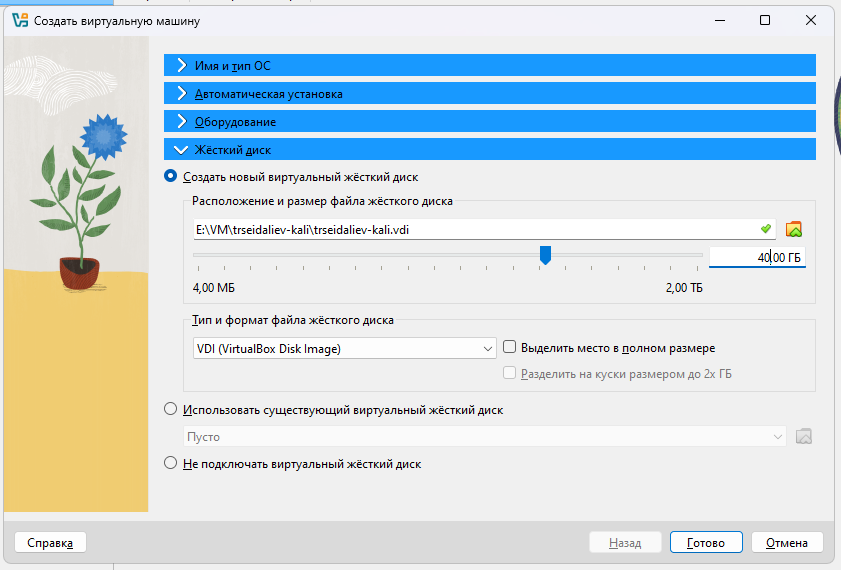 Создать виртуальную машину
Имя и тип ОС
Автоматическая установка
Оборудование
Жёсткий диск
Создать новый виртуальный жёсткий диск
Расположение и размер файла жёсткого диска
E:\VM\trseidaliev-kali\trseidaliev-kali.vdi
40,00 ГБ
4,00 МБ 2,00 ТБ
Тип и формат файла жёсткого диска
VDI (VirtualBox Disk Image) Выделить место в полном размере
Разделить на куски размером до 2х ГБ
Использовать существующий виртуальный жёсткий диск
Пусто
Не подключать виртуальный жёсткий диск
Справка Назад Готово Отмена